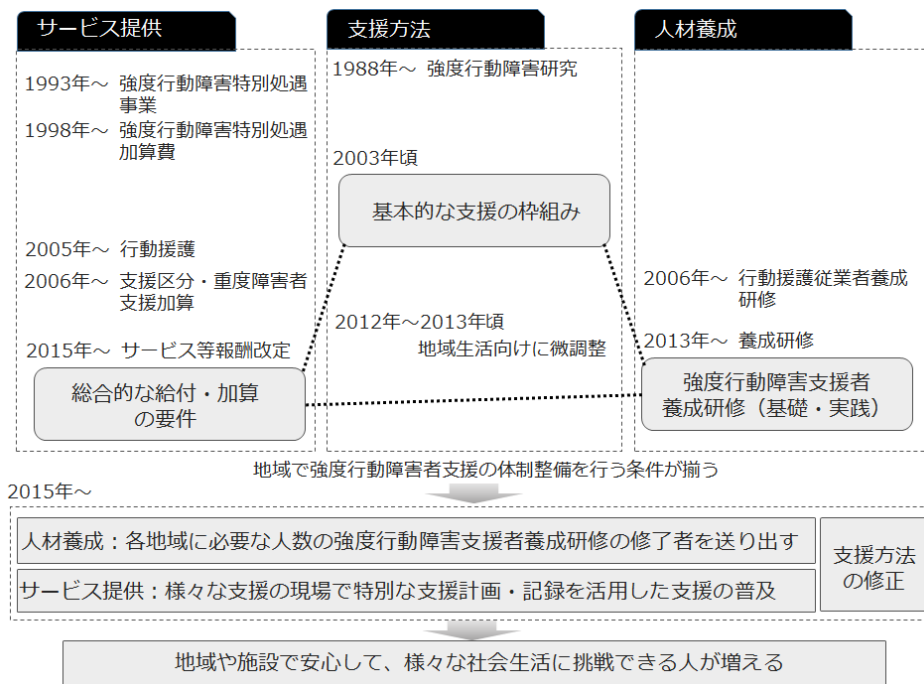 サービス提供
1993年～ 強度行動障害特別処遇
事業
1998年～ 強度行動障害特別処遇
加算費
2005年～ 行動援護
2006年～ 支援区分・重度障害者
支援加算
2015年～ サービス等報酬改定
総合的な給付・加算
の要件
支援方法
1988年～ 強度行動障害研究
2003年頃
基本的な支援の枠組み
2012年～2013年頃
地域生活向けに微調整
人材養成
2006年～ 行動援護従業者養成
研修
2013年～ 養成研修
強度行動障害支援者
養成研修（基礎・実践）
地域で強度行動障害者支援の体制整備を行う条件が揃う
2015年～
人材養成：各地域に必要な人数の強度行動障害支援者養成研修の修了者を送り出す
サービス提供：様々な支援の現場で特別な支援計画・記録を活用した支援の普及
支援方法
の修正
地域や施設で安心して、様々な社会生活に挑戦できる人が増える